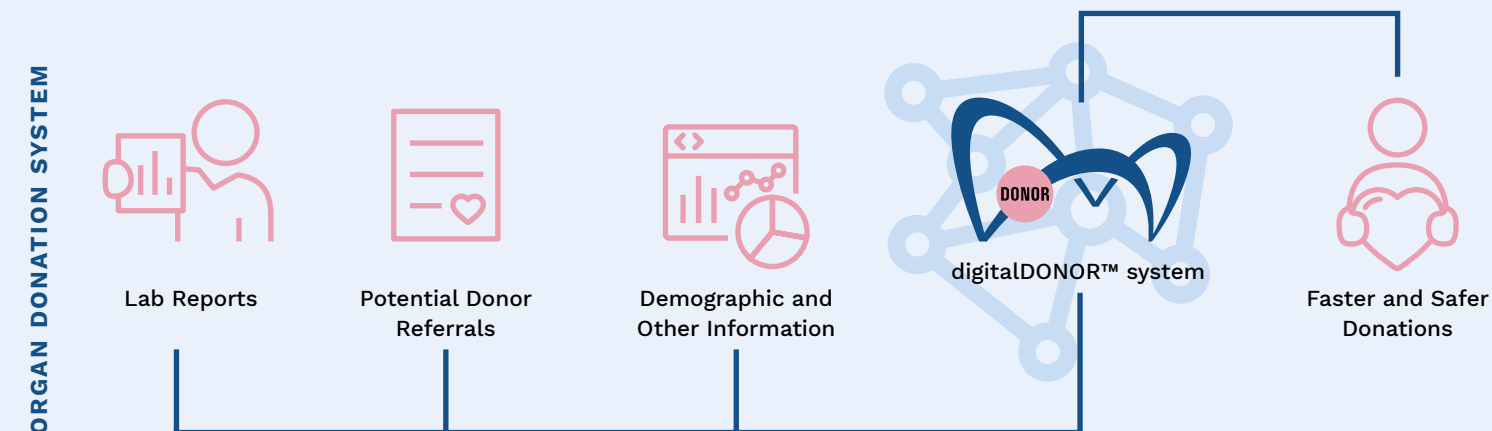 ORGAN DONATION SYSTEM
Lab Reports
Potential Donor
Referrals
Demographic and
Other Information
DONOR
digitalDONOR™ system
Faster and Safer
Donations